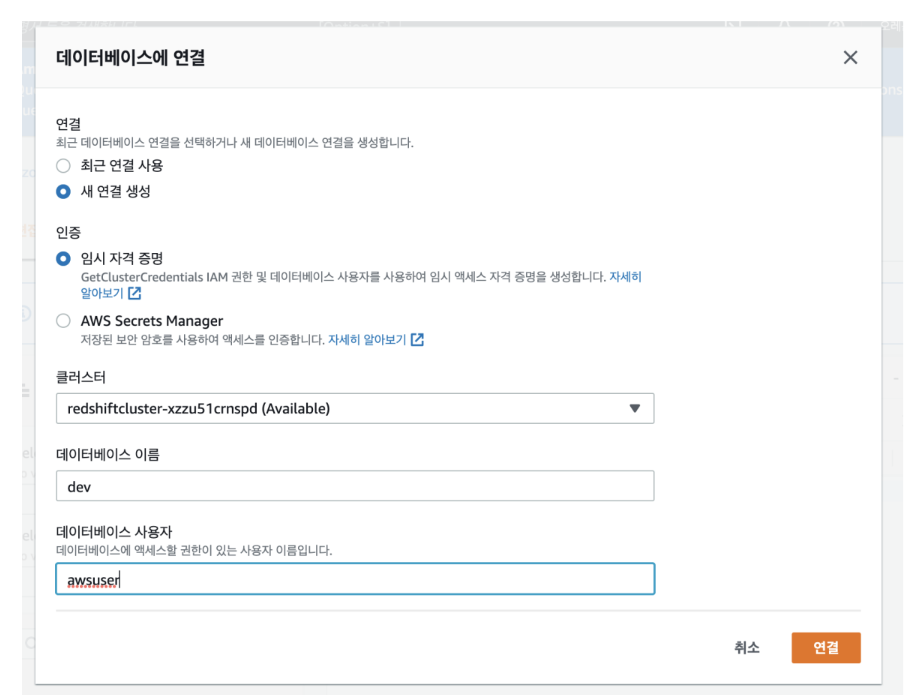 데이터베이스에 연결
연결
최근 데이터베이스 연결을 선택하거나 새 데이터베이스 연결을 생성합니다.
최근 연결 사용
새 연결 생성
인증
임시 자격 증명
GetClusterCredentials IAM 권한 및 데이터베이스 사용자를 사용하여 임시 액세스 자격 증명을 생성합니다. 자세히
알아보기
AWS Secrets Manager
저장된 보안 암호를 사용하여 액세스를 인증합니다. 자세히 알아보기
클러스터
redshiftcluster-xzzu51crnspd (Available)
데이터베이스 이름
dev
데이터베이스 사용자
데이터베이스에 액세스할 권한이 있는 사용자 이름입니다.
awsuser
취소
연결